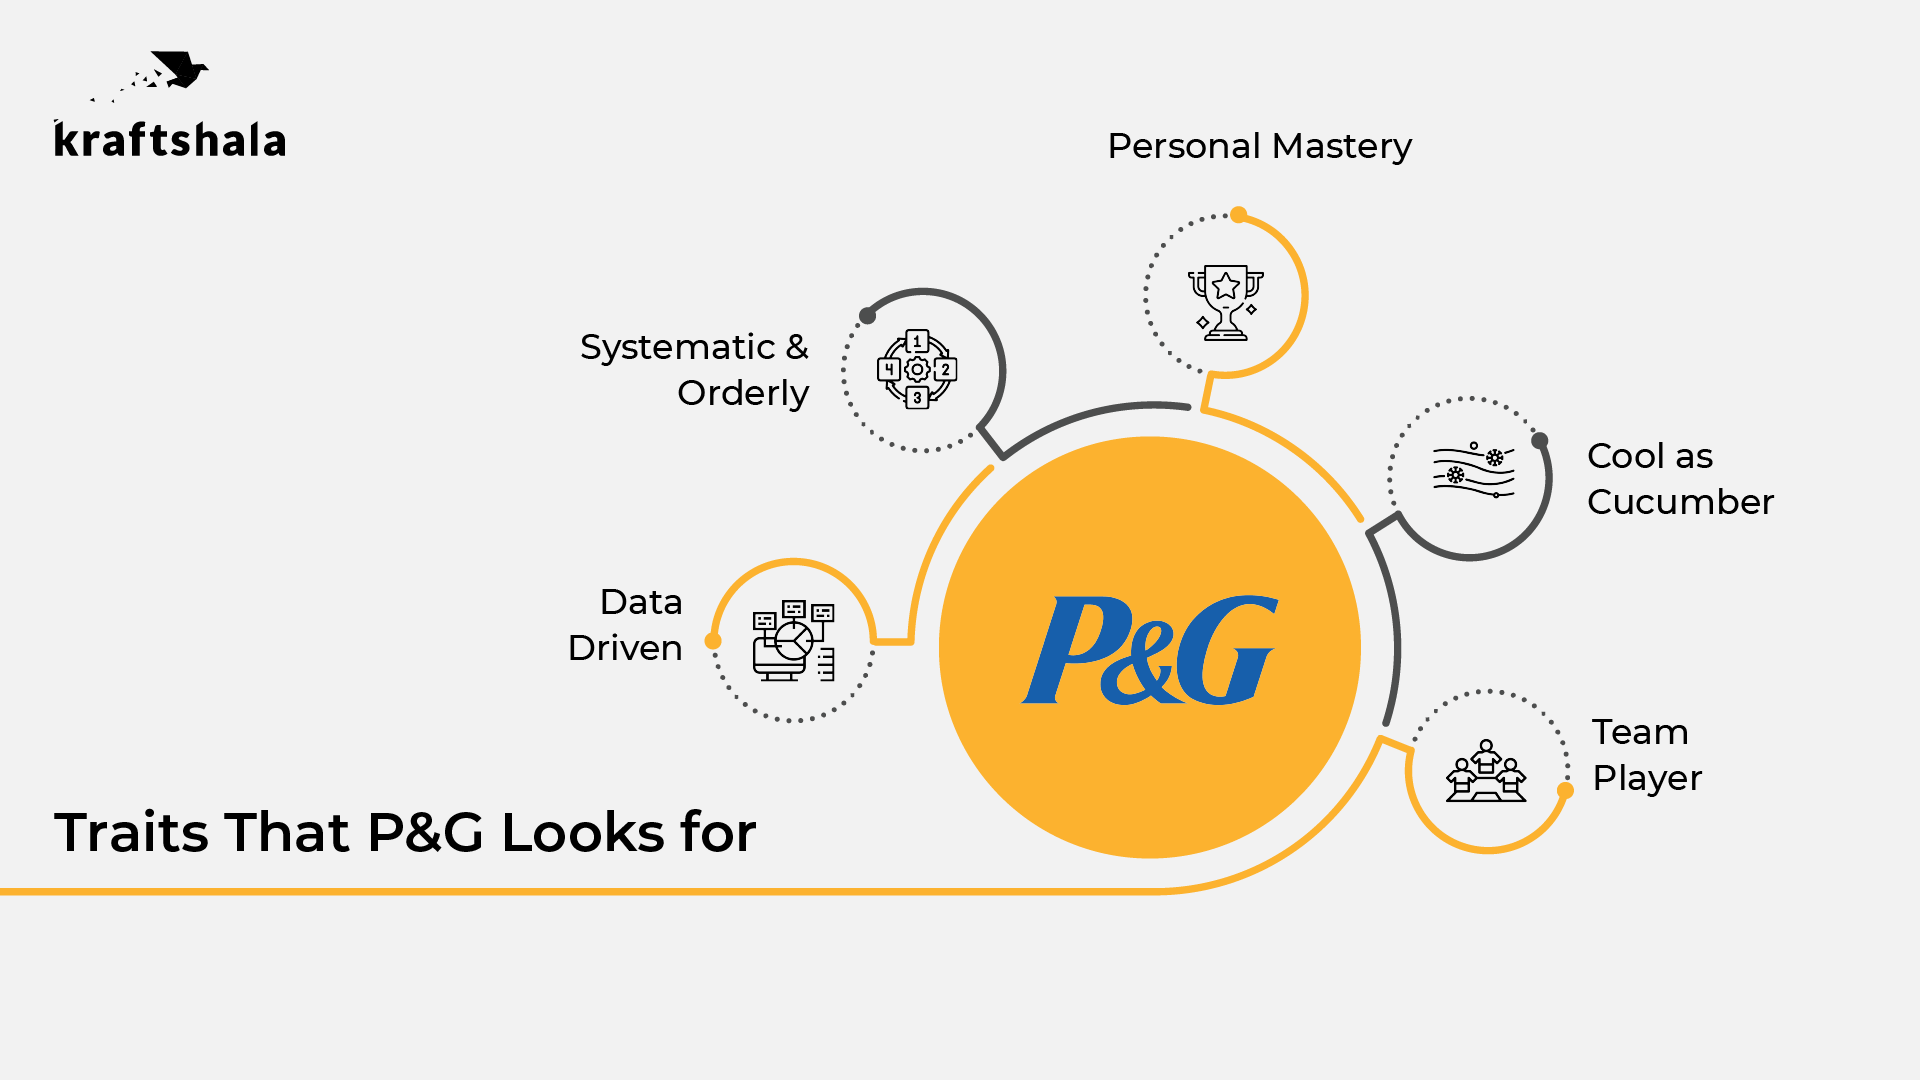 kraftshala
Personal Mastery
Systematic &
Orderly
1
4
2
3
Cool as
Cucumber
Data
Driven
P&G
Team
Player
Traits That P&G Looks for